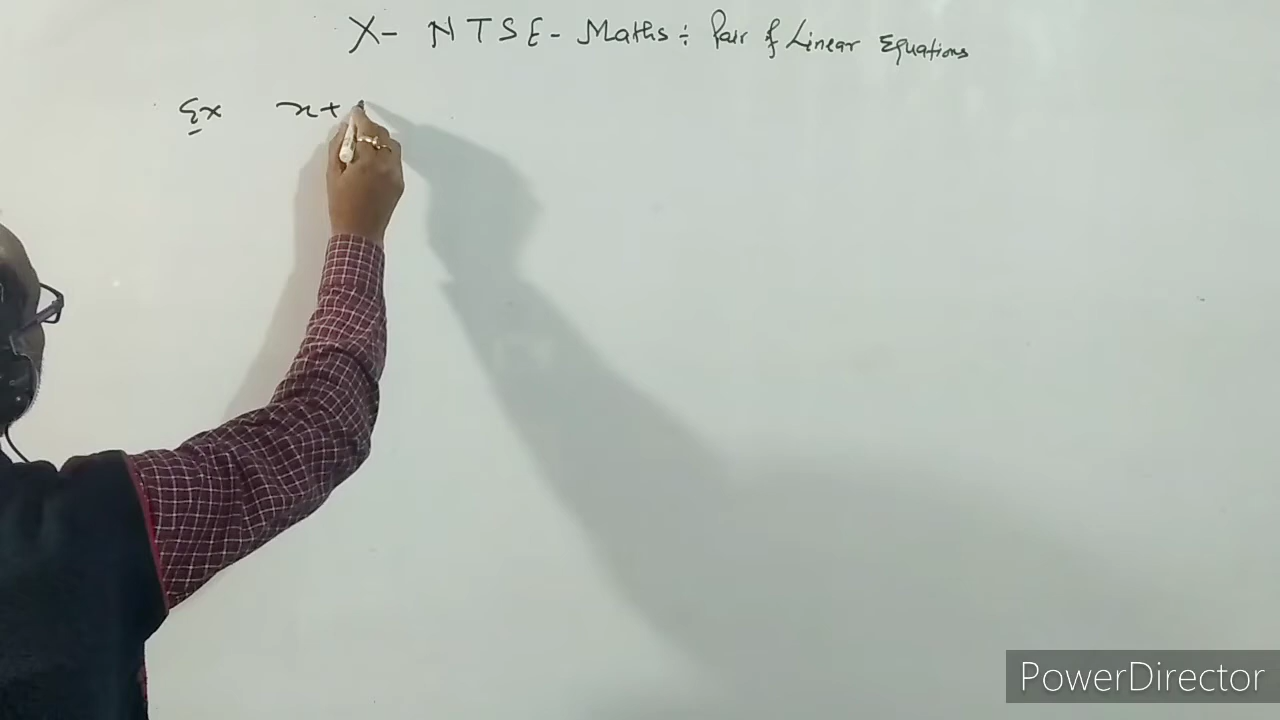 X- NTSE- Maths ÷ Pair of Linear Equations
Ex x+
PowerDirector